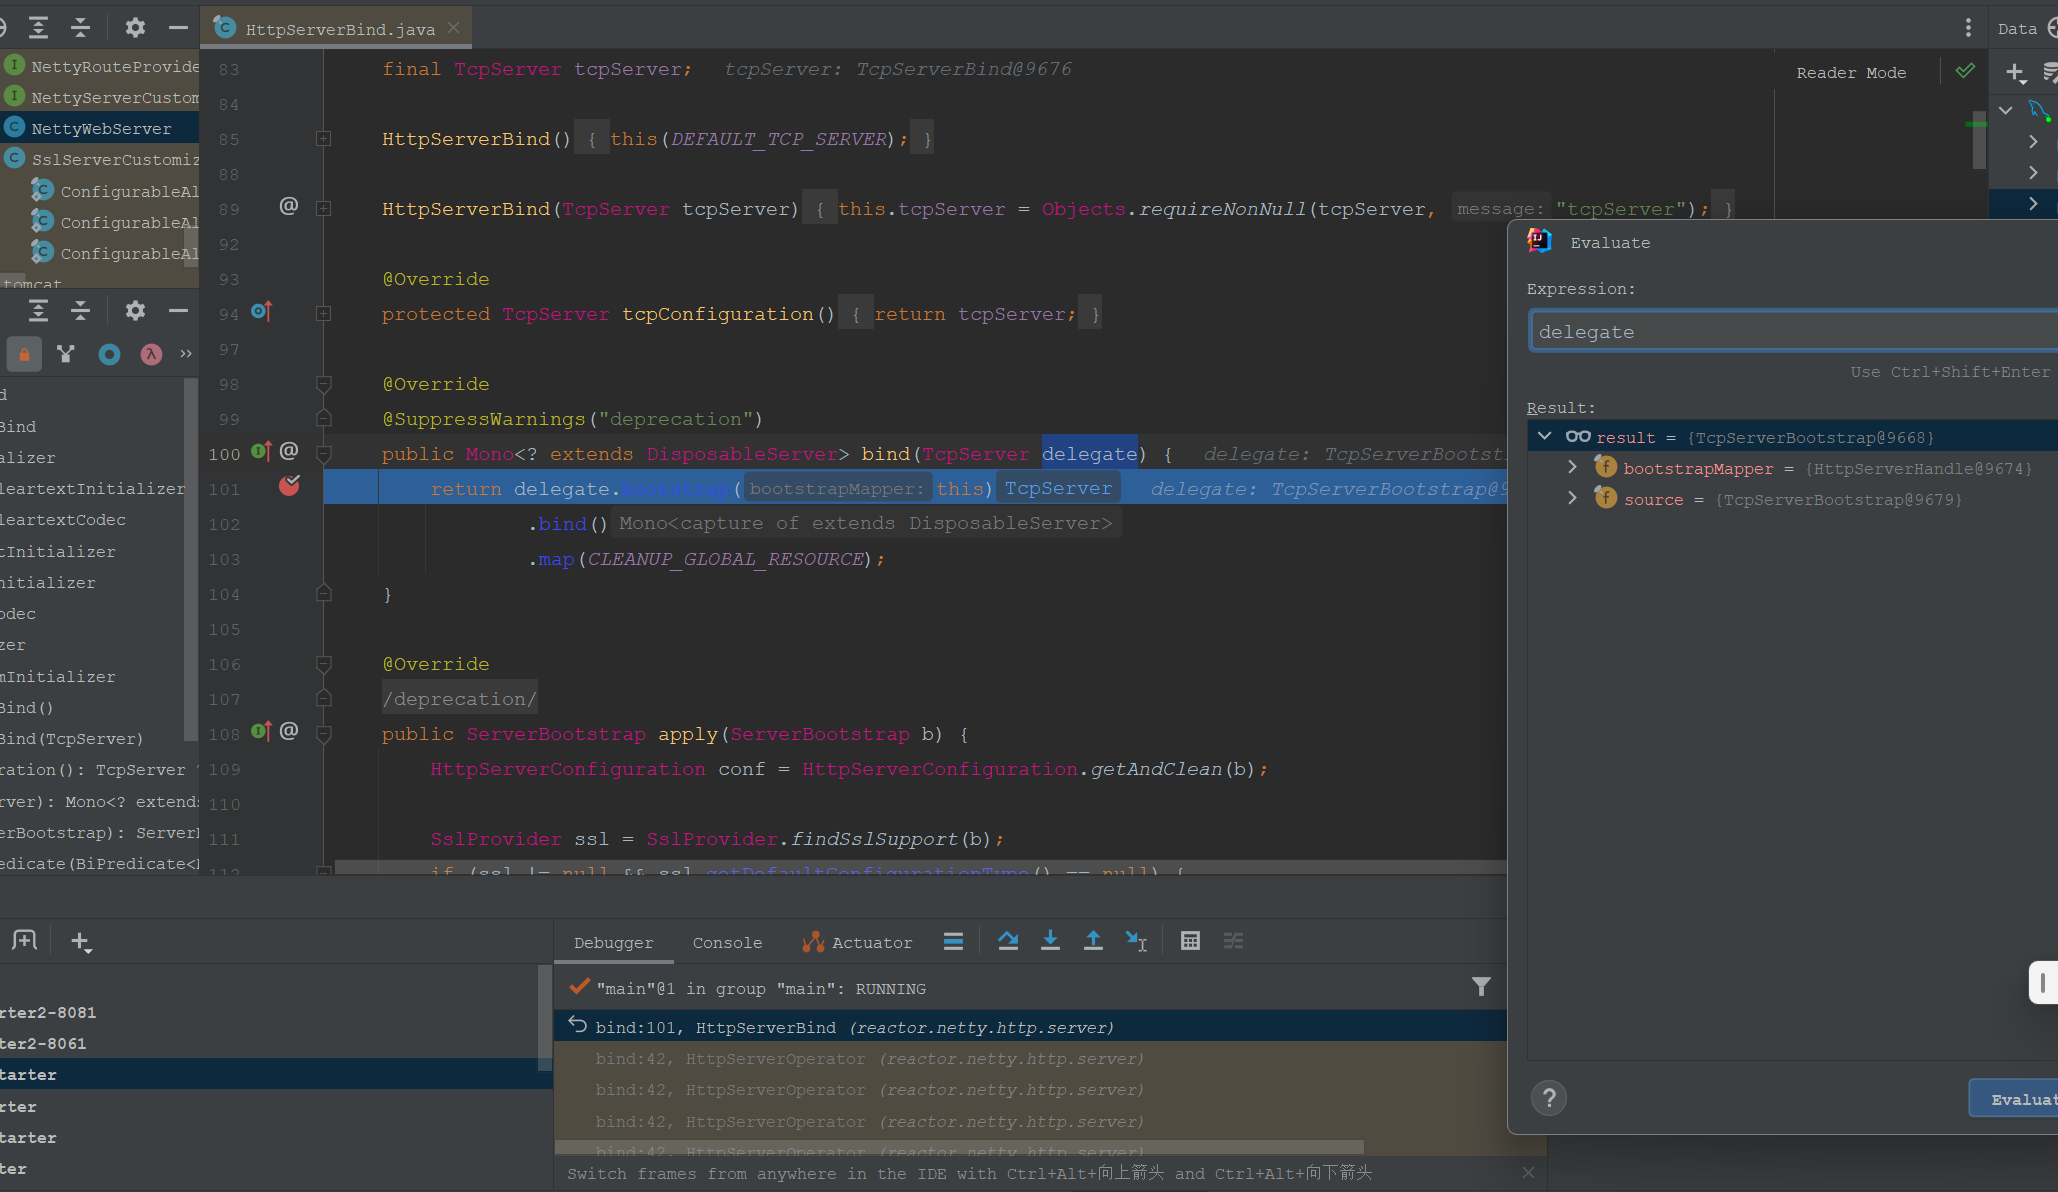 HttpServerBind.java
Data
NettyRouteProvide
NettyServerCustom
NettyWebServer
SslServerCustomiz
ConfigurableAl
ConfigurableAl
ConfigurableAl
tomcat
d
Bind
alizer
leartextInitializer
leartextCodec
tInitializer
nitializer
odec
zer
mInitializer
Bind()
Bind(TcpServer)
ration(): TcpServer
rver): Mono<? extends
erBootstrap): Server
edicate(BiPredicate<
83 final TcpServer tcpServer; tcpServer: TcpServerBind@9676
Reader Mode
84
85 HttpServerBind() { this(DEFAULT_TCP_SERVER); }
88
89 @ HttpServerBind(TcpServer tcpServer) { this.tcpServer = Objects.requireNonNull(tcpServer, message: "tcpServer"); }
92
93 @Override
94 protected TcpServer tcpConfiguration() { return tcpServer; }
97
98 @Override
99 @SuppressWarnings("deprecation")
100 @ public Mono<? extends DisposableServer> bind(TcpServer delegate) { delegate: TcpServerBootst
101 return delegate.bootstrap( bootstrapMapper: this) TcpServer delegate: TcpServerBootstrap@9
102 .bind() Mono<capture of extends DisposableServer>
103 .map(CLEANUP_GLOBAL_RESOURCE);
104 }
105
106 @Override
107 /deprecation/
108 @ public ServerBootstrap apply(ServerBootstrap b) {
109 HttpServerConfiguration conf = HttpServerConfiguration.getAndClean(b);
110
111 SslProvider ssl = SslProvider.findSslSupport(b);
112 if (ssl != null && ssl.getDefaultConfigurationType() == null) {
Evaluate
Expression:
delegate
Use Ctrl+Shift+Enter
Result:
result = {TcpServerBootstrap@9668}
bootstrapMapper = {HttpServerHandle@9674}
source = {TcpServerBootstrap@9679}
?
Evaluat
rter2-8081
ter2-8061
tarter
rter
tarter
ter
Debugger Console Actuator
"main"@1 in group "main": RUNNING
bind:101, HttpServerBind (reactor.netty.http.server)
bind:42, HttpServerOperator (reactor.netty.http.server)
bind:42, HttpServerOperator (reactor.netty.http.server)
bind:42, HttpServerOperator (reactor.netty.http.server)
bind:42, HttpServerOperator (reactor.netty.http.server)
Switch frames from anywhere in the IDE with Ctrl+Alt+向上箭头 and Ctrl+Alt+向下箭头